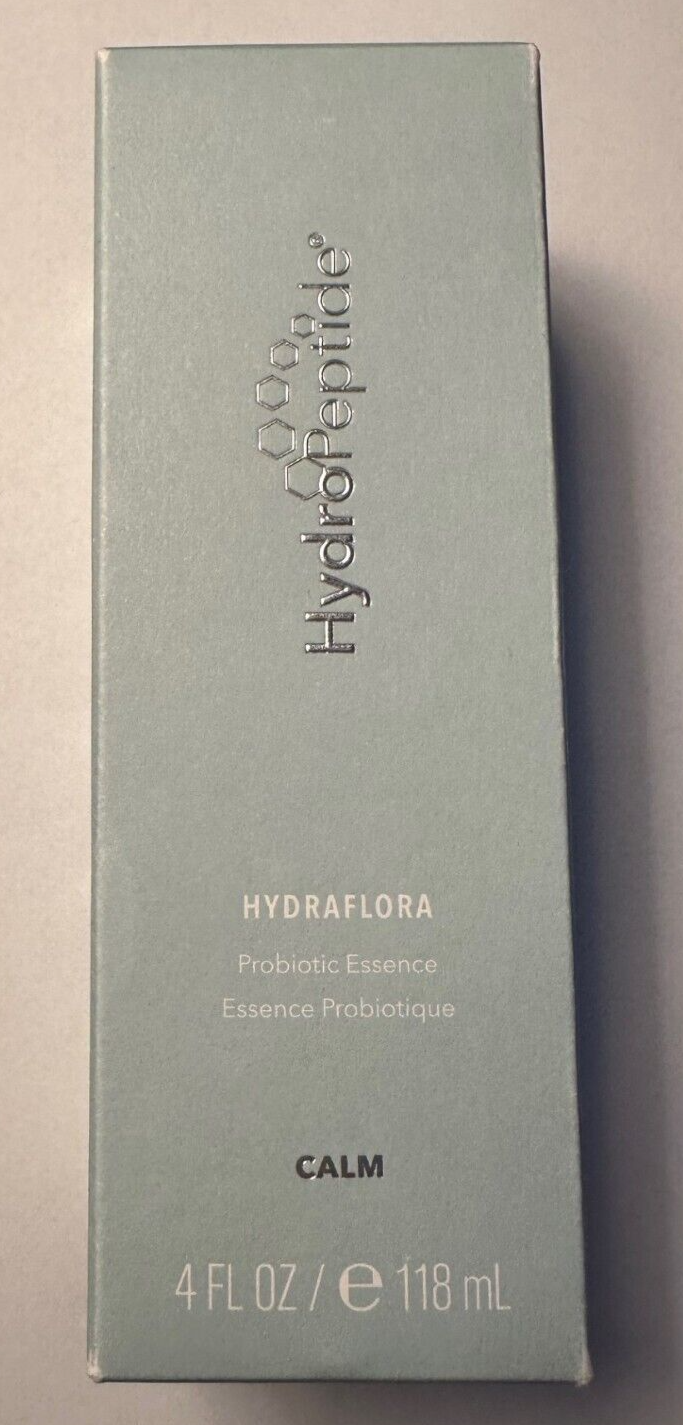 HydroPeptide®
HYDRAFLORA
Probiotic Essence
Essence Probiotique
CALM
4 FL OZ / ℮ 118 mL